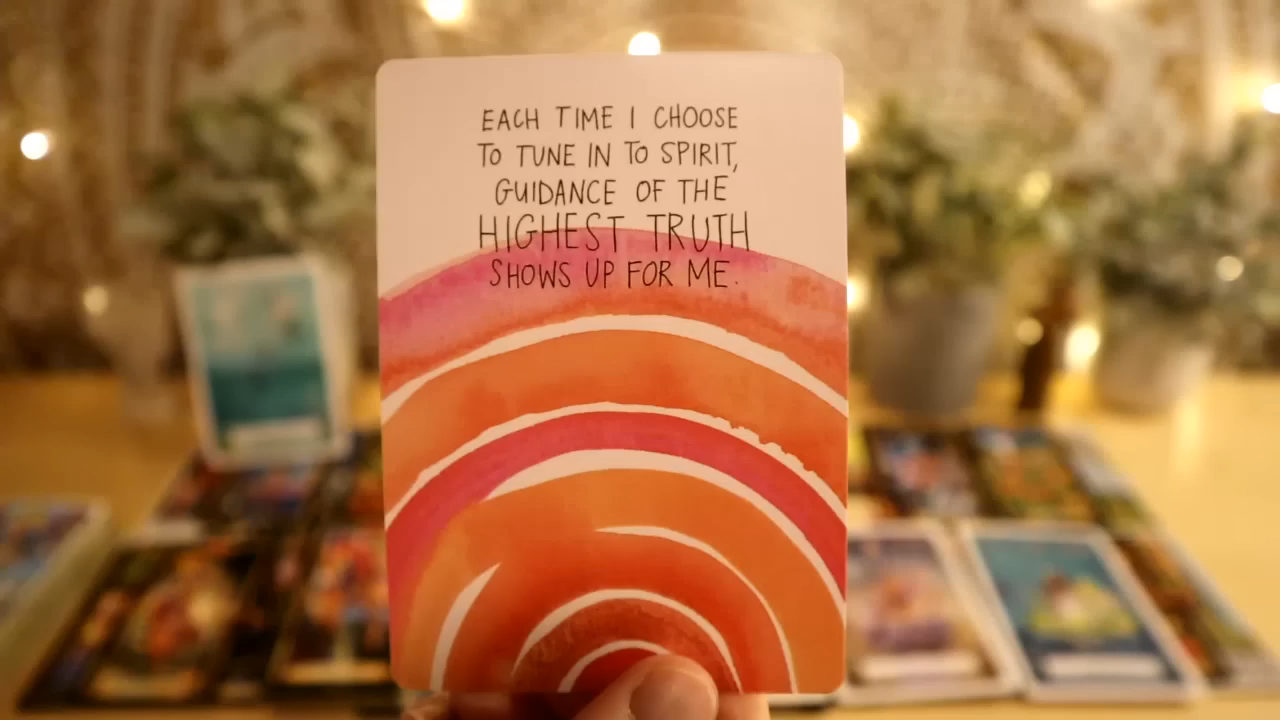 EACH TIME I CHOOSE
TO TUNE IN TO SPIRIT,
GUIDANCE OF THE
HIGHEST TRUTH
SHOWS UP FOR ME.